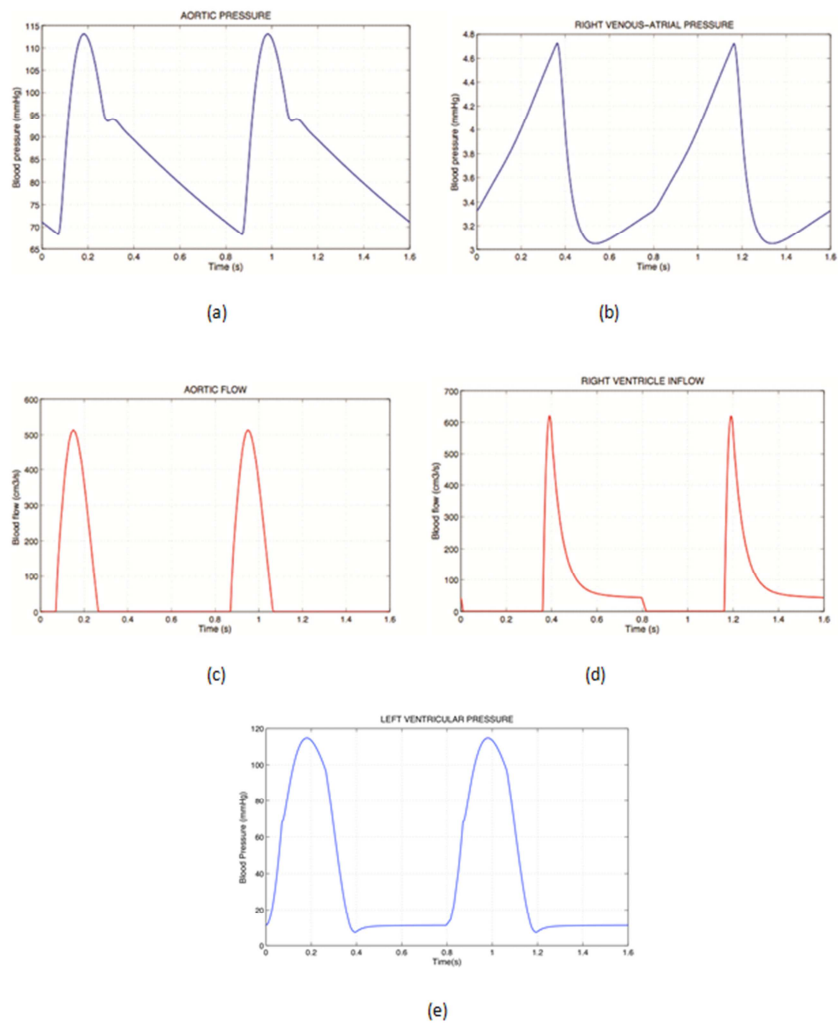 AORTIC PRESSURE
115
110
105
100
95
90
85
80
75
70
65
Blood pressure (mmHg)
0 0.2 0.4 0.6 0.8 1 1.2 1.4 1.6
Time (s)
(a)
RIGHT VENOUS-ATRIAL PRESSURE
4.8
4.6
4.4
4.2
4
3.8
3.6
3.4
3.2
3
Blood pressure (mmHg)
0 0.2 0.4 0.6 0.8 1 1.2 1.4 1.6
Time (s)
(b)
AORTIC FLOW
600
500
400
300
200
100
0
Blood flow (cm3/s)
0 0.2 0.4 0.6 0.8 1 1.2 1.4 1.6
Time (s)
(c)
RIGHT VENTRICLE INFLOW
700
600
500
400
300
200
100
0
Blood flow (cm3/s)
0 0.2 0.4 0.6 0.8 1 1.2 1.4 1.6
Time (s)
(d)
LEFT VENTRICULAR PRESSURE
120
100
80
60
40
20
0
Blood Pressure (mmHg)
0 0.2 0.4 0.6 0.8 1 1.2 1.4 1.6
Time(s)
(e)